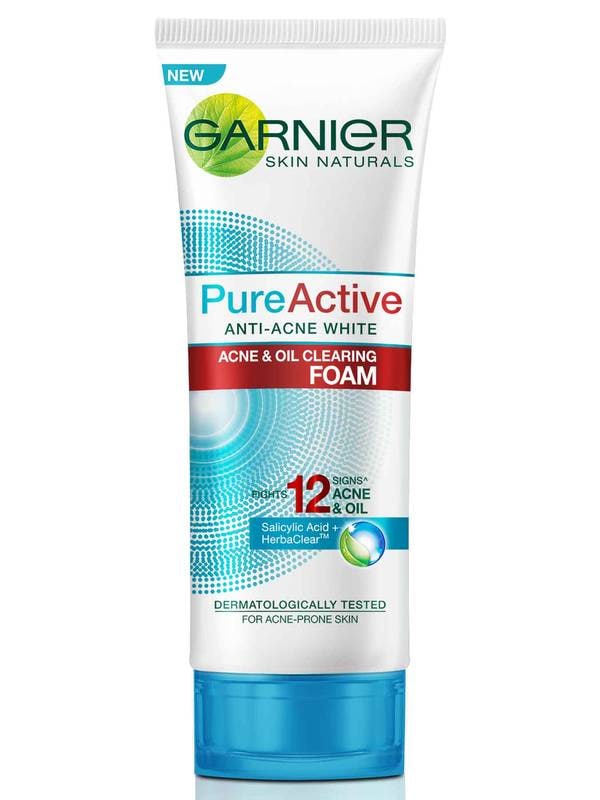 NEW
GARNIER
SKIN NATURALS
PureActive
ANTI-ACNE WHITE
ACNE & OIL CLEARING
FOAM
FIGHTS 12 SIGNS^
ACNE
& OIL
Salicylic Acid +
HerbaClear™
DERMATOLOGICALLY TESTED
FOR ACNE-PRONE SKIN